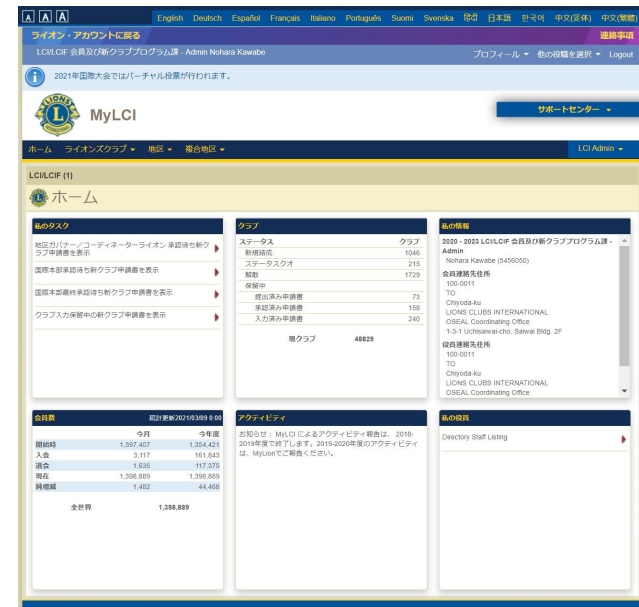 A A A English Deutsch Español Français Italiano Português Suomi Svenska हिंदी 日本語 한국어 中文(简体) 中文(繁體)
ライオン・アカウントに戻る 連絡事項
LCI/LCIF 会員及び新クラブプログラム課 - Admin Nohara Kawabe プロフィール 他の役職を選択 Logout
2021年国際大会ではバーチャル投票が行われます。
LIONS
L
INTERNATIONAL
MyLCI
サポートセンター
ホーム ライオンズクラブ 地区 複合地区 LCI Admin
LCI/LCIF (1)
ホーム
私のタスク
地区ガバナー／コーディネーターライオン 承認待ち新クラブ申請書を表示
国際本部承認待ち新クラブ申請書を表示
国際本部最終承認待ち新クラブ申請書を表示
クラブ入力保留中の新クラブ申請書を表示
クラブ
ステータス クラブ
新規結成 1046
ステータスクオ 215
解散 1729
保留中
提出済み申請書 73
承認済み申請書 158
入力済み申請書 240
現クラブ 48829
私の情報
2020 - 2023 LCI/LCIF 会員及び新クラブプログラム課 -
Admin
Nohara Kawabe (5456050)
会員連絡先住所
100-0011
TO
Chiyoda-ku
LIONS CLUBS INTERNATIONAL
OSEAL Coordinating Office
1-3-1 Uchisaiwai-cho, Saiwai Bldg. 2F
役員連絡先住所
100-0011
TO
Chiyoda-ku
LIONS CLUBS INTERNATIONAL
OSEAL Coordinating Office
会員数 統計更新2021/03/09 0:00
今月 今年度
開始時 1,397,407 1,354,421
入会 3,117 161,843
退会 1,635 117,375
現在 1,398,889 1,398,889
純増減 1,482 44,468
全世界 1,398,889
アクティビティ
お知らせ： MyLCI によるアクティビティ報告は、 2018-
2019年度で終了します。2019-2020年度のアクティビティ
は、MyLionでご報告ください。
私の役員
Directory Staff Listing